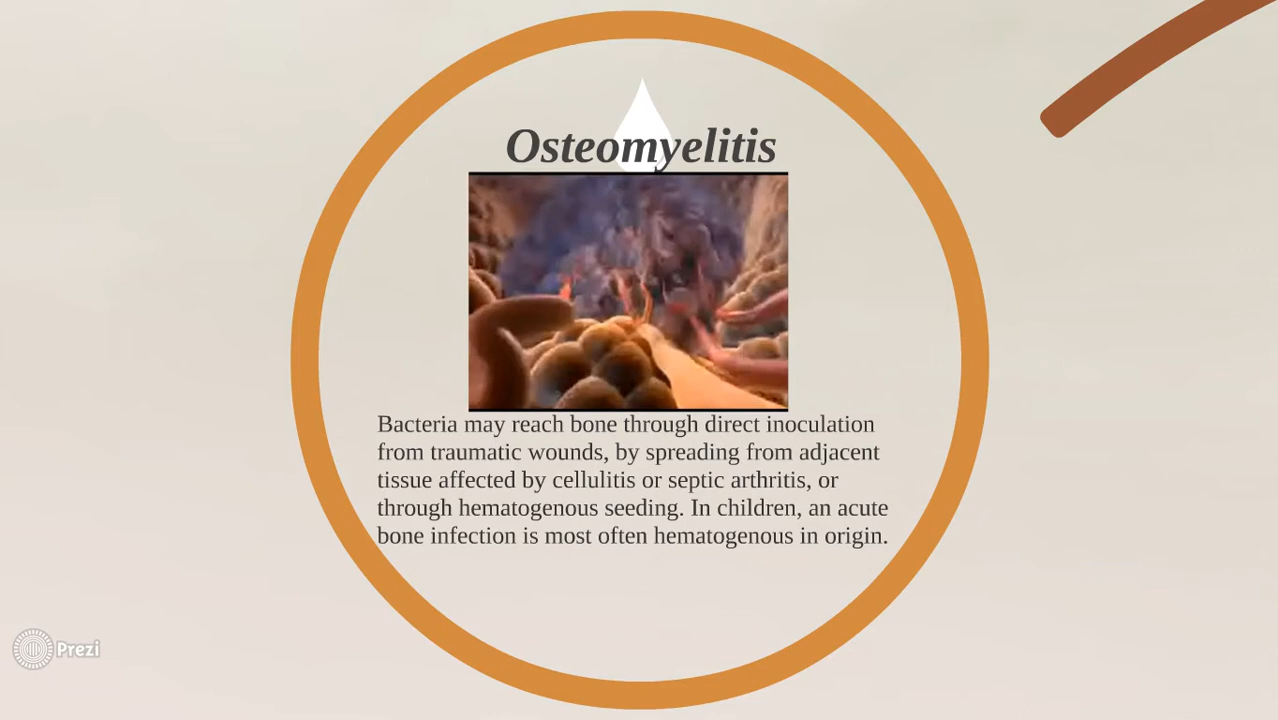 Osteomyelitis
Bacteria may reach bone through direct inoculation
from traumatic wounds, by spreading from adjacent
tissue affected by cellulitis or septic arthritis, or
through hematogenous seeding. In children, an acute
bone infection is most often hematogenous in origin.
Prezi